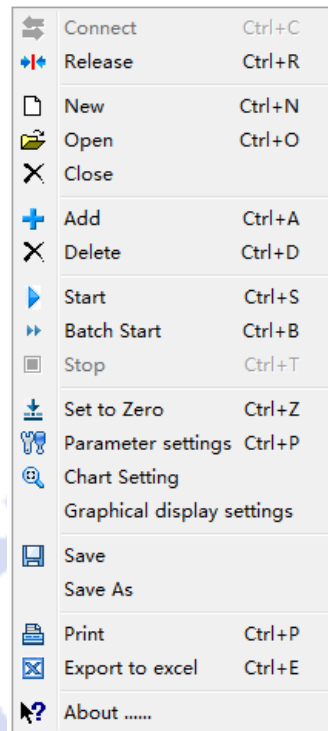 Connect Ctrl+C
Release Ctrl+R
New Ctrl+N
Open Ctrl+O
Close
Add Ctrl+A
Delete Ctrl+D
Start Ctrl+S
Batch Start Ctrl+B
Stop Ctrl+T
Set to Zero Ctrl+Z
Parameter settings Ctrl+P
Chart Setting
Graphical display settings
Save
Save As
Print Ctrl+P
Export to excel Ctrl+E
About ......